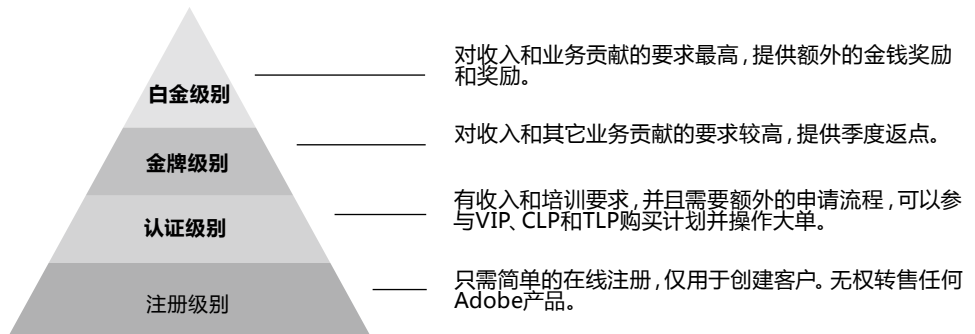 对收入和业务贡献的要求最高，提供额外的金钱奖励
和奖励。
白金级别
对收入和其它业务贡献的要求较高，提供季度返点。
金牌级别
有收入和培训要求，并且需要额外的申请流程，可以参
与VIP、CLP和TLP购买计划并操作大单。
认证级别
只需简单的在线注册，仅用于创建客户。无权转售任何
Adobe产品。
注册级别